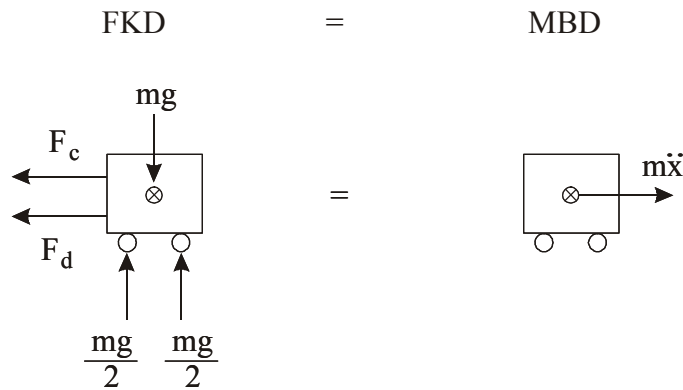 FKD = MBD
mg
F_c
mẍ
=
F_d
mg/2 mg/2